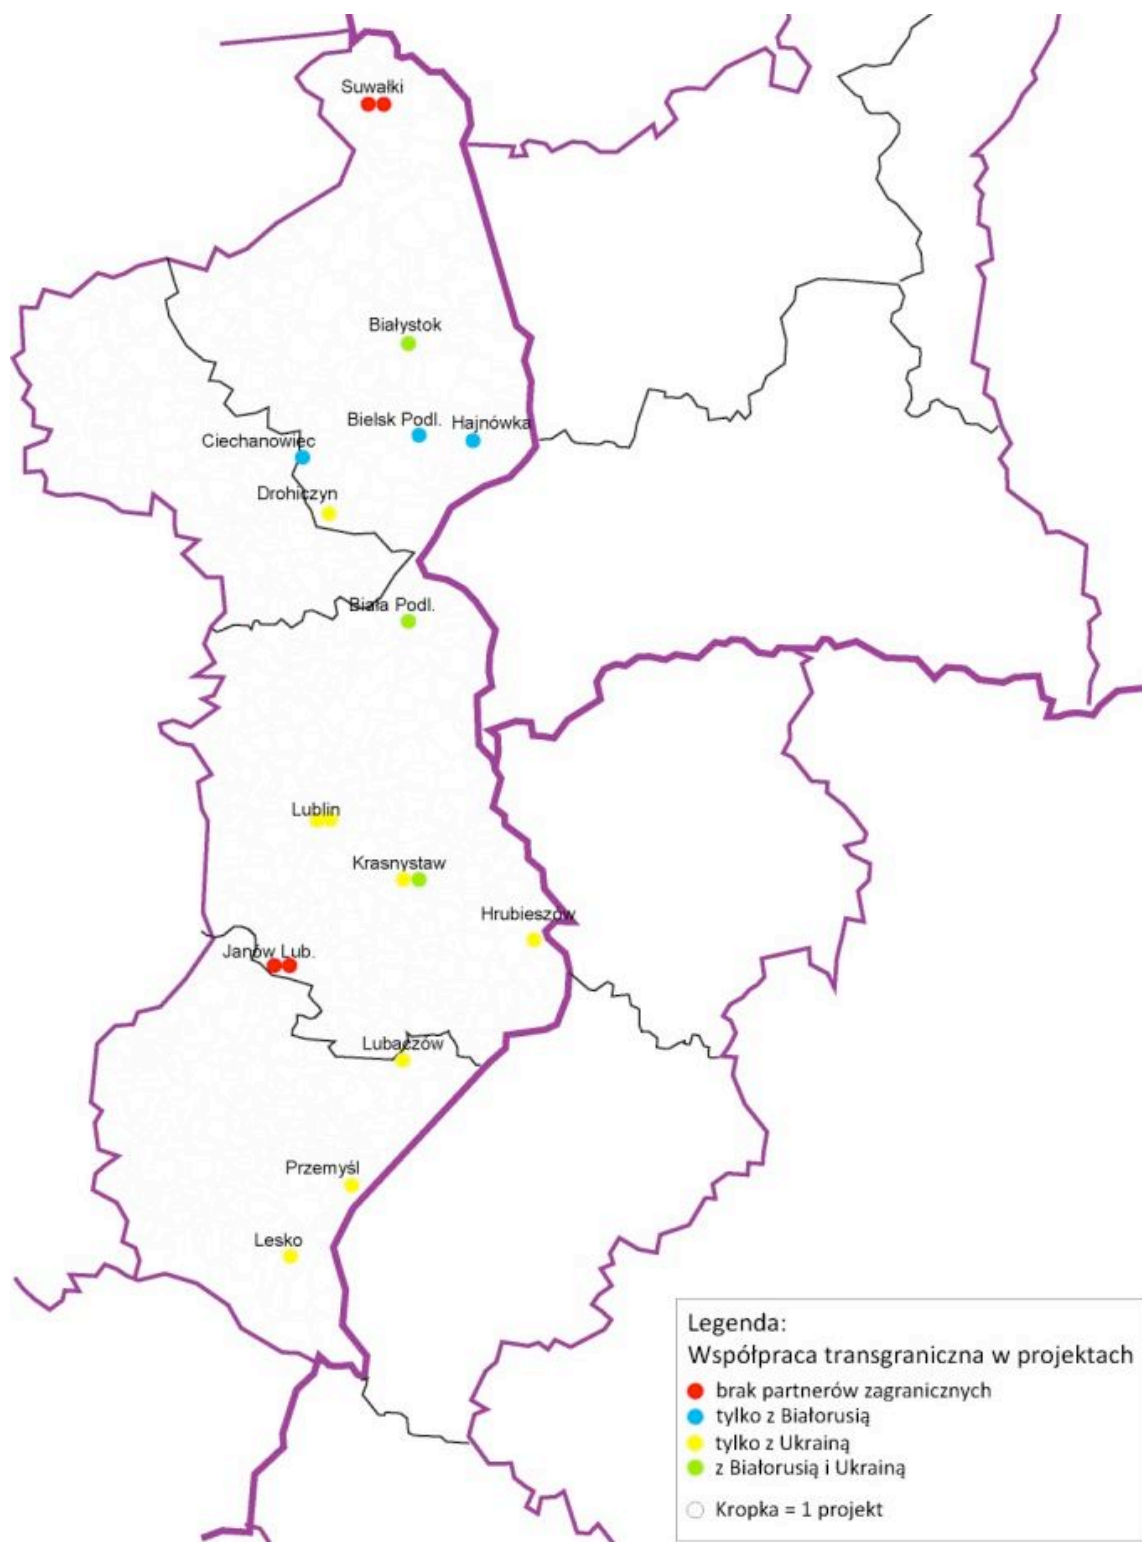 Suwałki
Białystok
Bielsk Podl.
Hajnówka
Ciechanowiec
Drohiczyn
Biała Podl.
Lublin
Krasnystaw
Hrubieszów
Janów Lub.
Lubaczów
Przemyśl
Lesko
Legenda:
Współpraca transgraniczna w projektach
brak partnerów zagranicznych
tylko z Białorusią
tylko z Ukrainą
z Białorusią i Ukrainą
Kropka = 1 projekt